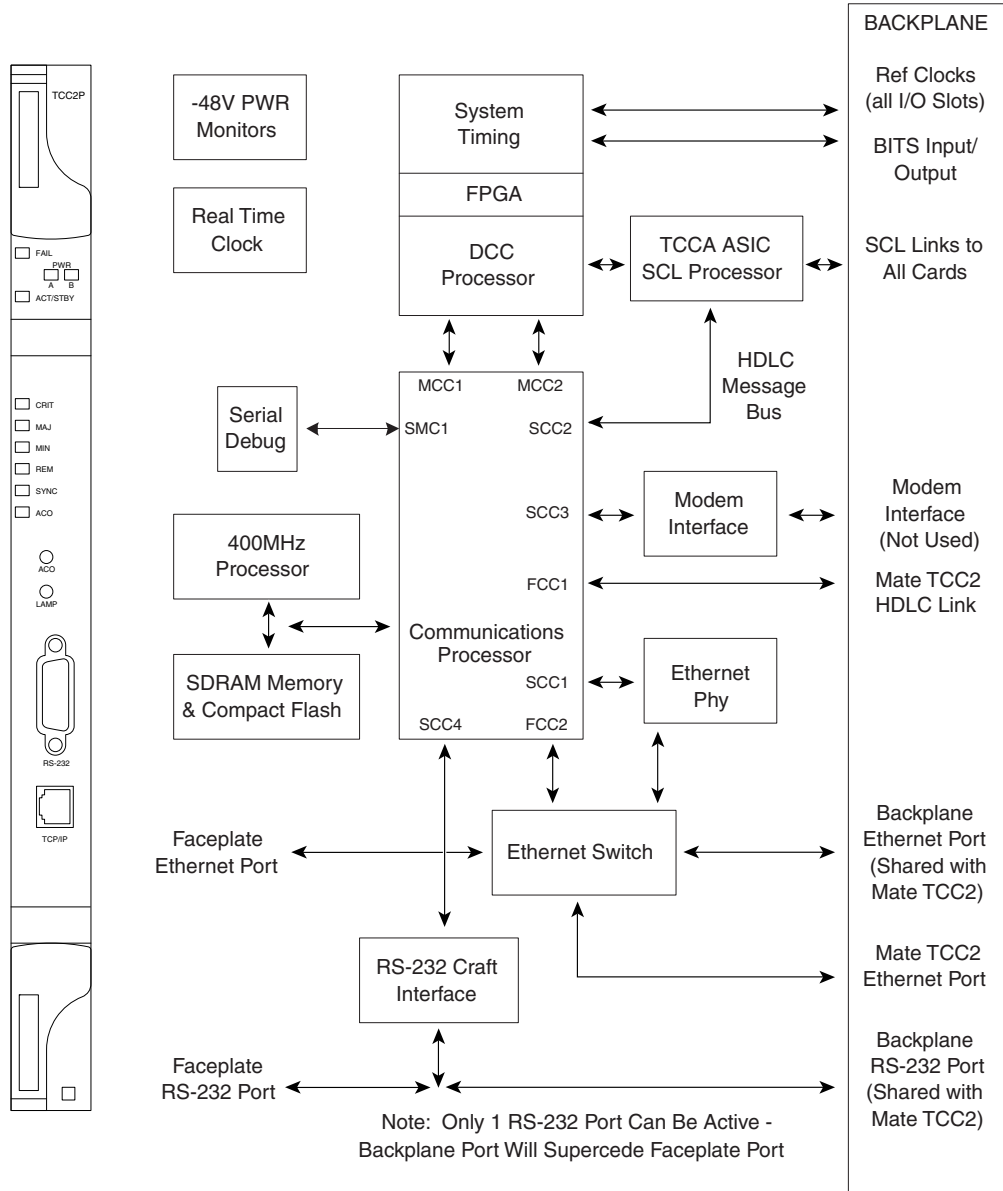 BACKPLANE
TCC2P
FAIL
PWR
A B
ACT/STBY
CRIT
MAJ
MIN
REM
SYNC
ACO
ACO
LAMP
RS-232
TCP/IP
-48V PWR
Monitors
Real Time
Clock
System
Timing
FPGA
DCC
Processor
TCCA ASIC
SCL Processor
Ref Clocks
(all I/O Slots)
BITS Input/
Output
SCL Links to
All Cards
HDLC
Message
Bus
MCC1
MCC2
Serial
Debug
SMC1
SCC2
SCC3
Modem
Interface
Modem
Interface
(Not Used)
400MHz
Processor
FCC1
Mate TCC2
HDLC Link
Communications
Processor
SDRAM Memory
& Compact Flash
SCC1
Ethernet
Phy
SCC4
FCC2
Faceplate
Ethernet Port
Ethernet Switch
Backplane
Ethernet Port
(Shared with
Mate TCC2)
RS-232 Craft
Interface
Mate TCC2
Ethernet Port
Faceplate
RS-232 Port
Backplane
RS-232 Port
(Shared with
Mate TCC2)
Note: Only 1 RS-232 Port Can Be Active -
Backplane Port Will Supercede Faceplate Port